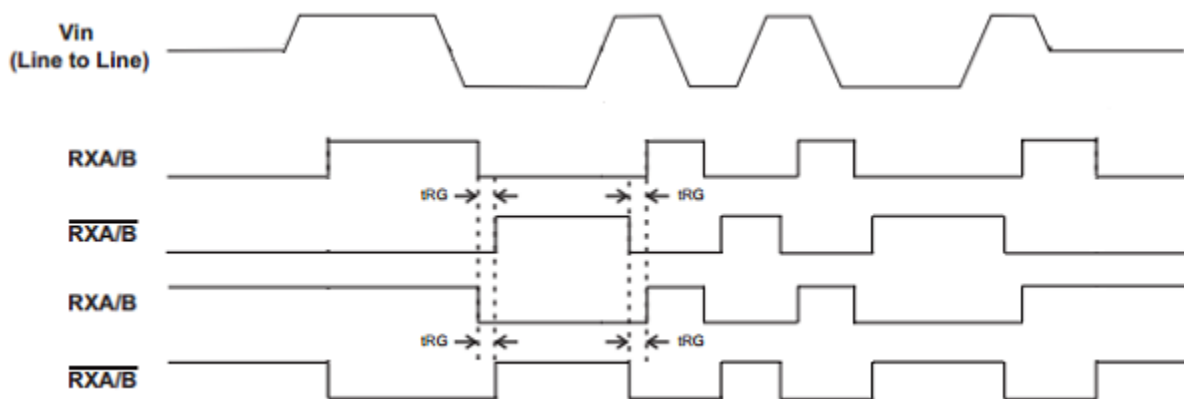 Vin
(Line to Line)
RXA/B
tRG tRG
RXA/B
RXA/B
tRG tRG
RXA/B